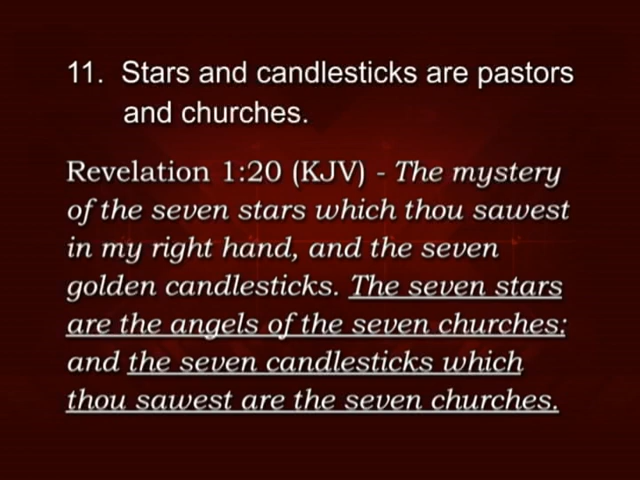 11. Stars and candlesticks are pastors
and churches.
Revelation 1:20 (KJV) - The mystery
of the seven stars which thou sawest
in my right hand, and the seven
golden candlesticks. The seven stars
are the angels of the seven churches:
and the seven candlesticks which
thou sawest are the seven churches.